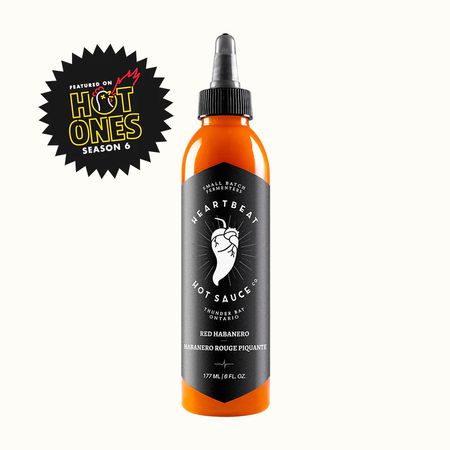 FEATURED ON
HOT
ONES
SEASON 6
SMALL BATCH
FERMENTEES
HEARTBEAT
HOT SAUCE CO.
THUNDER BAY
ONTARIO
RED HABANERO
HABANERO ROUGE PIQUANTE
177 ML | 6 FL. OZ.